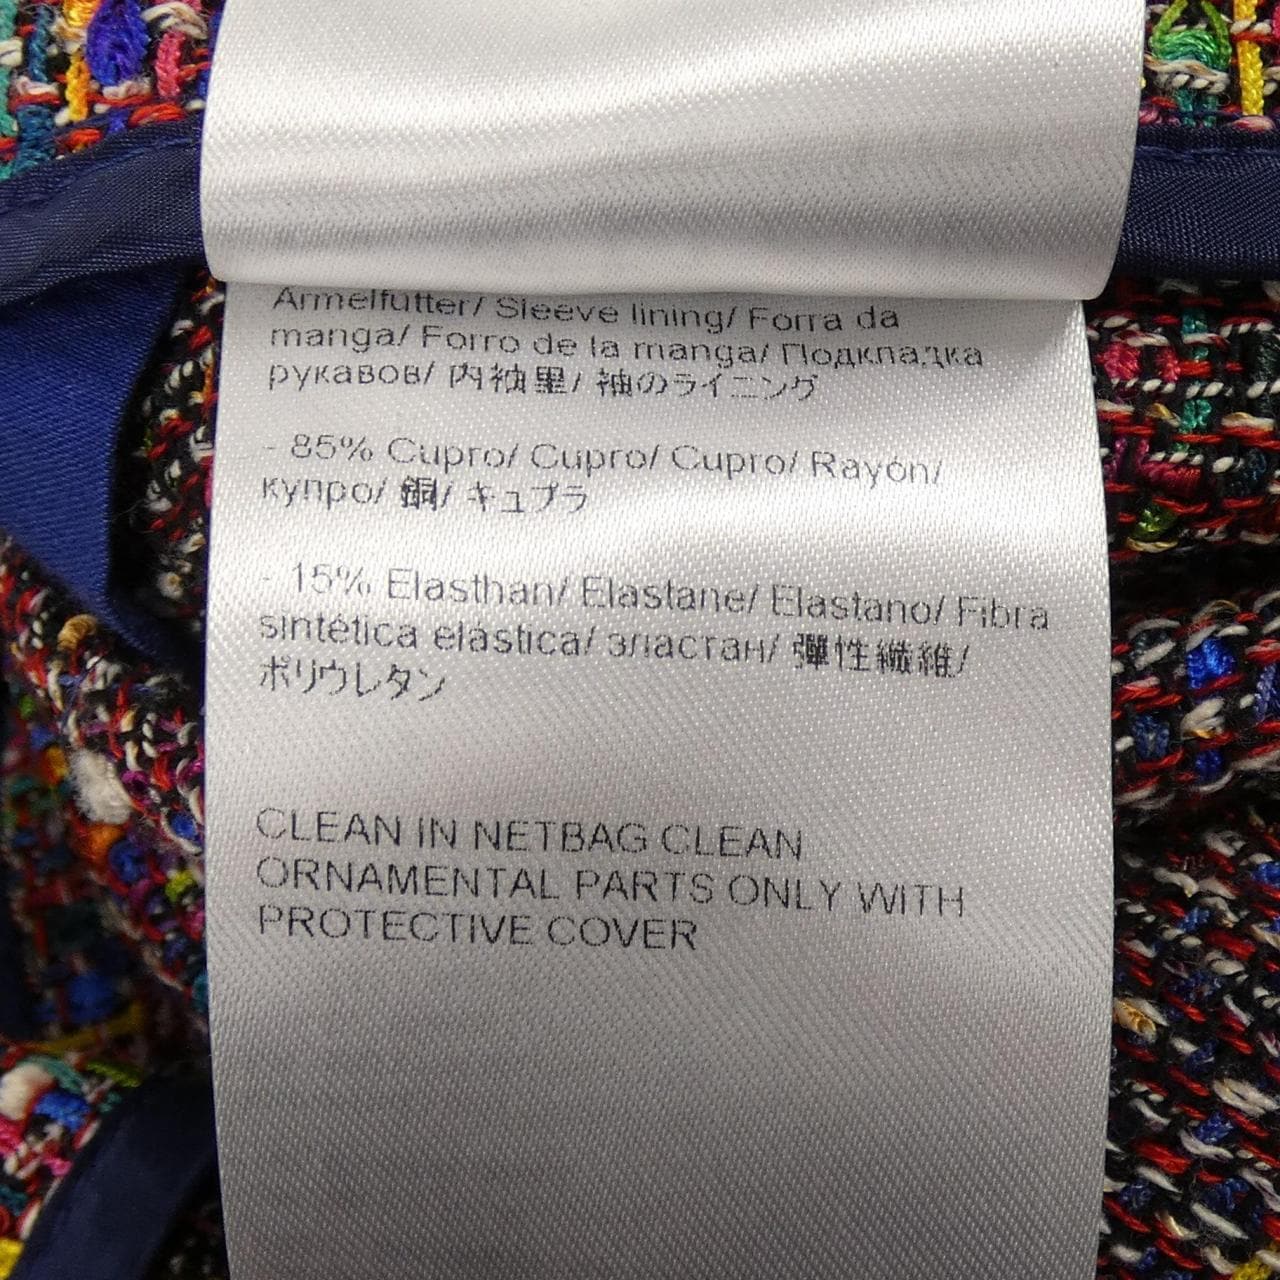 Ärmelfutter/ Sleeve lining/ Forra da
manga/ Forro de la manga/ Подкладка
рукавов/ 内袖里/ 袖のライニング
- 85% Cupro/ Cupro/ Cupro/ Rayón/
купро/ 銅/ キュプラ
- 15% Elasthan/ Elastane/ Elastano/ Fibra
sintética elástica/ эластан/ 彈性纖維/
ポリウレタン
CLEAN IN NETBAG CLEAN
ORNAMENTAL PARTS ONLY WITH
PROTECTIVE COVER